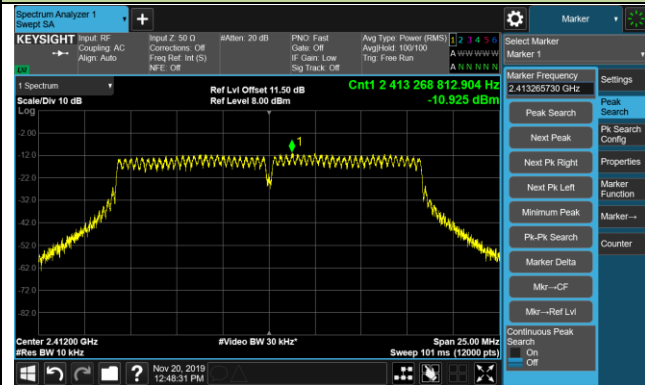 Spectrum Analyzer 1
Swept SA
+
Marker
KEYSIGHT
Input: RF
Coupling: AC
Align: Auto
Input Z: 50 Ω
Corrections: Off
Freq Ref: Int (S)
NFE: Off
#Atten: 20 dB
PNO: Fast
Gate: Off
IF Gain: Low
Sig Track: Off
Avg Type: Power (RMS)
Avg|Hold: 100/100
Trig: Free Run
1 2 3 4 5 6
A W W W W W
A N N N N N
LXI
Select Marker
Marker 1
1 Spectrum
Scale/Div 10 dB
Log
Ref Lvl Offset 11.50 dB
Ref Level 8.00 dBm
Cnt1 2 413 268 812.904 Hz
-10.925 dBm
1
-2.00
-12.0
-22.0
-32.0
-42.0
-52.0
-62.0
-72.0
-82.0
Center 2.41200 GHz
#Res BW 10 kHz
#Video BW 30 kHz*
Span 25.00 MHz
Sweep 101 ms (12000 pts)
Marker Frequency
2.413265730 GHz
Peak Search
Next Peak
Next Pk Right
Next Pk Left
Minimum Peak
Pk-Pk Search
Marker Delta
Mkr→CF
Mkr→Ref Lvl
Continuous Peak
Search
On
Off
Settings
Peak
Search
Pk Search
Config
Properties
Marker
Function
Marker→
Counter
?
Nov 20, 2019
12:48:31 PM